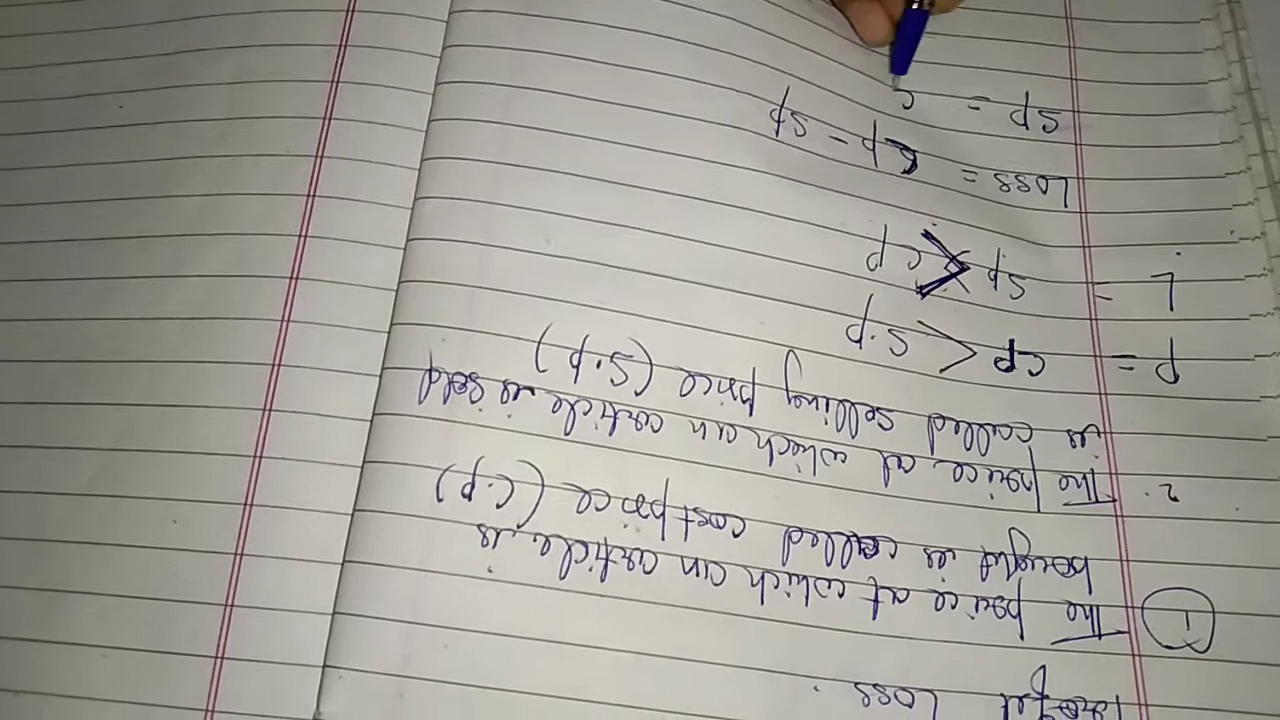 Profit Loss .
1 The price at which an article is
bought is called cost price (C.P)
2. The price at which an article is sold
is called selling price (S.P)
P = CP < S.P
L = SP < CP
Loss = CP - SP
SP = C